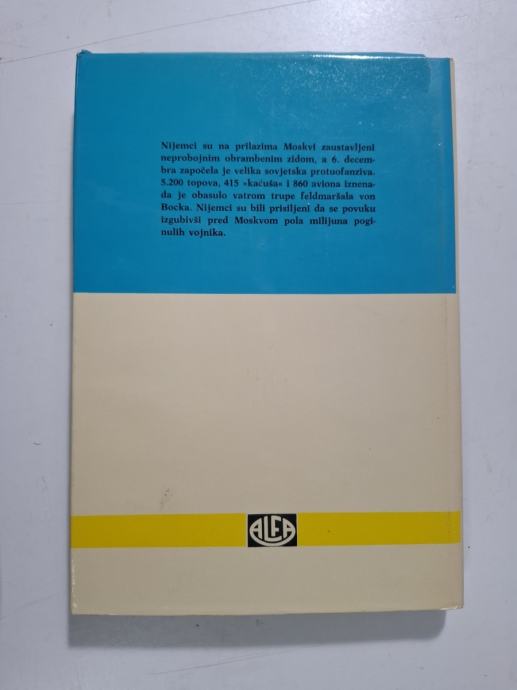 Nijemci su na prilazima Moskvi zaustavljeni
neprobojnim obrambenim zidom, a 6. decem-
bra započela je velika sovjetska protuofanziva.
5.200 topova, 415 »kaćuša« i 860 aviona iznena-
da je obasulo vatrom trupe feldmaršala von
Bocka. Nijemci su bili prisiljeni da se povuku
izgubivši pred Moskvom pola milijuna pogi-
nulih vojnika.
ALFA